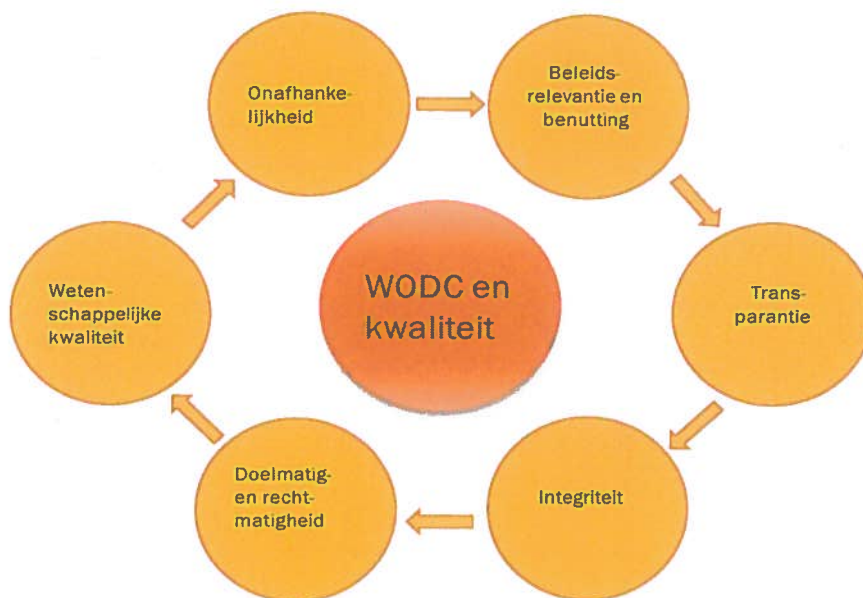 Onafhanke-
lijkheid
Beleids-
relevantie en
benutting
Trans-
parantie
Integriteit
Doelmatig-
en recht-
matigheid
Weten-
schappelijke
kwaliteit
WODC en
kwaliteit